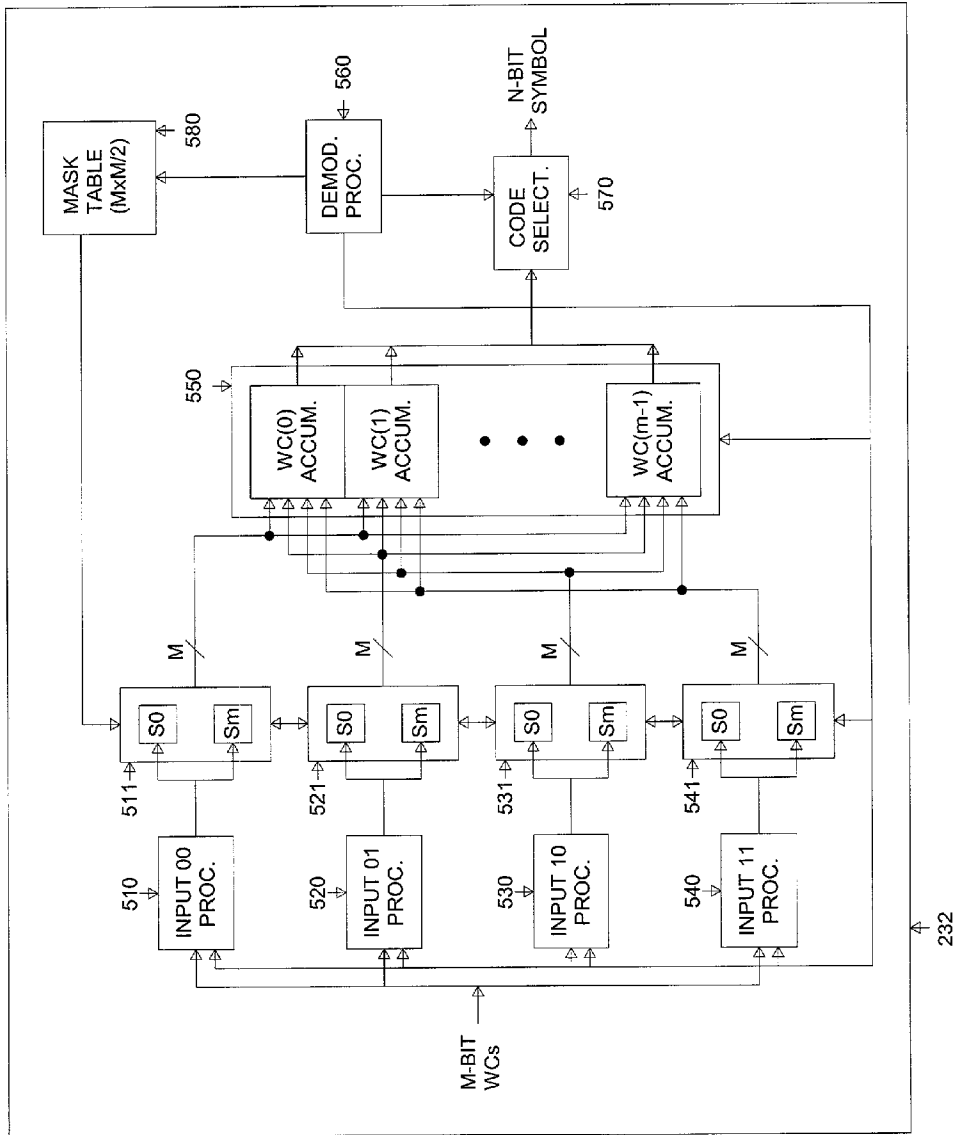 M-BIT
WCs
INPUT 00
PROC.
510
INPUT 01
PROC.
520
INPUT 10
PROC.
530
INPUT 11
PROC.
540
511
S0
Sm
521
S0
Sm
531
S0
Sm
541
S0
Sm
M
M
M
M
550
WC(0)
ACCUM.
WC(1)
ACCUM.
WC(m-1)
ACCUM.
MASK
TABLE
(MxM/2)
580
DEMOD.
PROC.
560
CODE
SELECT.
570
N-BIT
SYMBOL
232